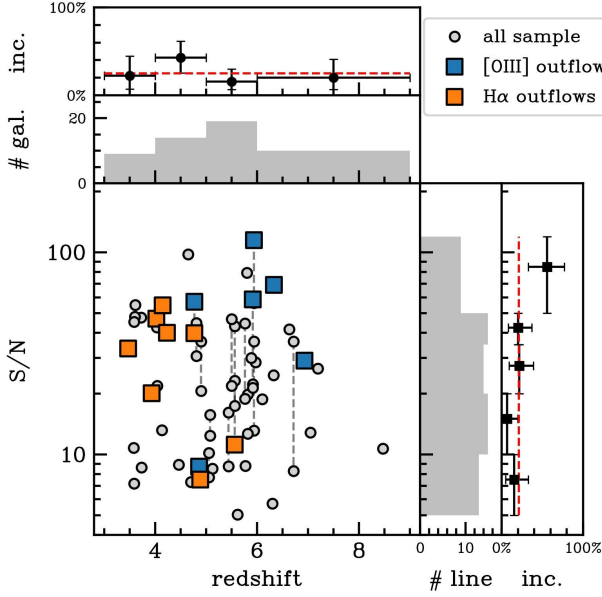 100%
inc.
0%
all sample
[OIII] outflow
Hα outflows
20
# gal.
0
100
S/N
10
4 6 8
redshift
0 10
# line
0% 100%
inc.